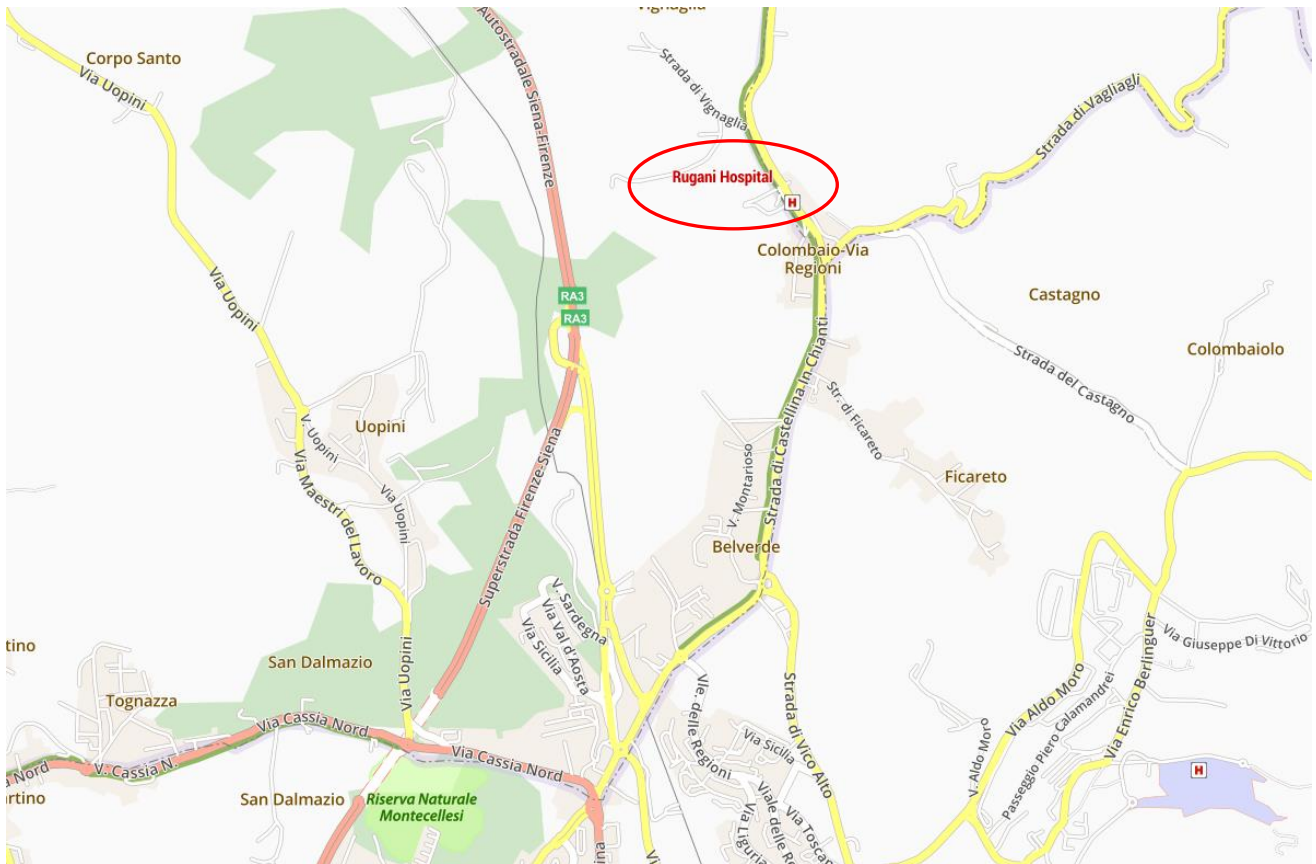 Vignaglia
Corpo Santo
Via Uopini
Autostradale Siena-Firenze
Strada di Vignaglia
Strada di Vagliagli
Rugani Hospital
H
Colombaio-Via
Regioni
Castagno
Via Uopini
RA3
RA3
Colombaiolo
Strada del Castagno
Strada di Castellina In Chianti
Str. di Ficareto
Uopini
V. Uopini
Via Uopini
Via Maestri del Lavoro
Superstrada Firenze-Siena
V. Montarioso
Ficareto
Belverde
V. Sardegna
Via Val d'Aosta
Via Sicilia
Via Giuseppe Di Vittorio
tino
San Dalmazio
Via Uopini
Tognazza
Via Cassia Nord
Via Cassia Nord
V. Cassia N.
a Nord
artino
San Dalmazio
Riserva Naturale
Montecellesi
Vle. delle Regioni
Via Sicilia
Strada di Vico Alto
Viale delle Re
Via Toscan
Via Liguria
Via Aldo Moro
V. Aldo Moro
Passeggio Piero Calamandrei
Via Enrico Berlinguer
H
ina
Vi